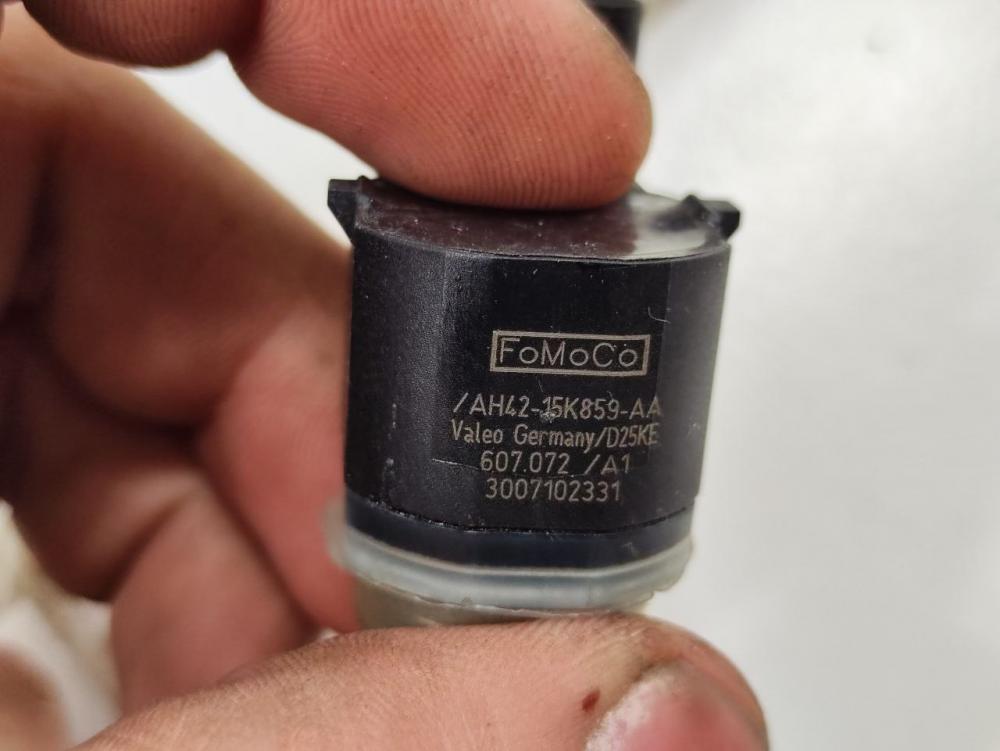 FoMoCo
/AH42-15K859-AA
Valeo Germany/D25KE
607.072 /A1
3007102331